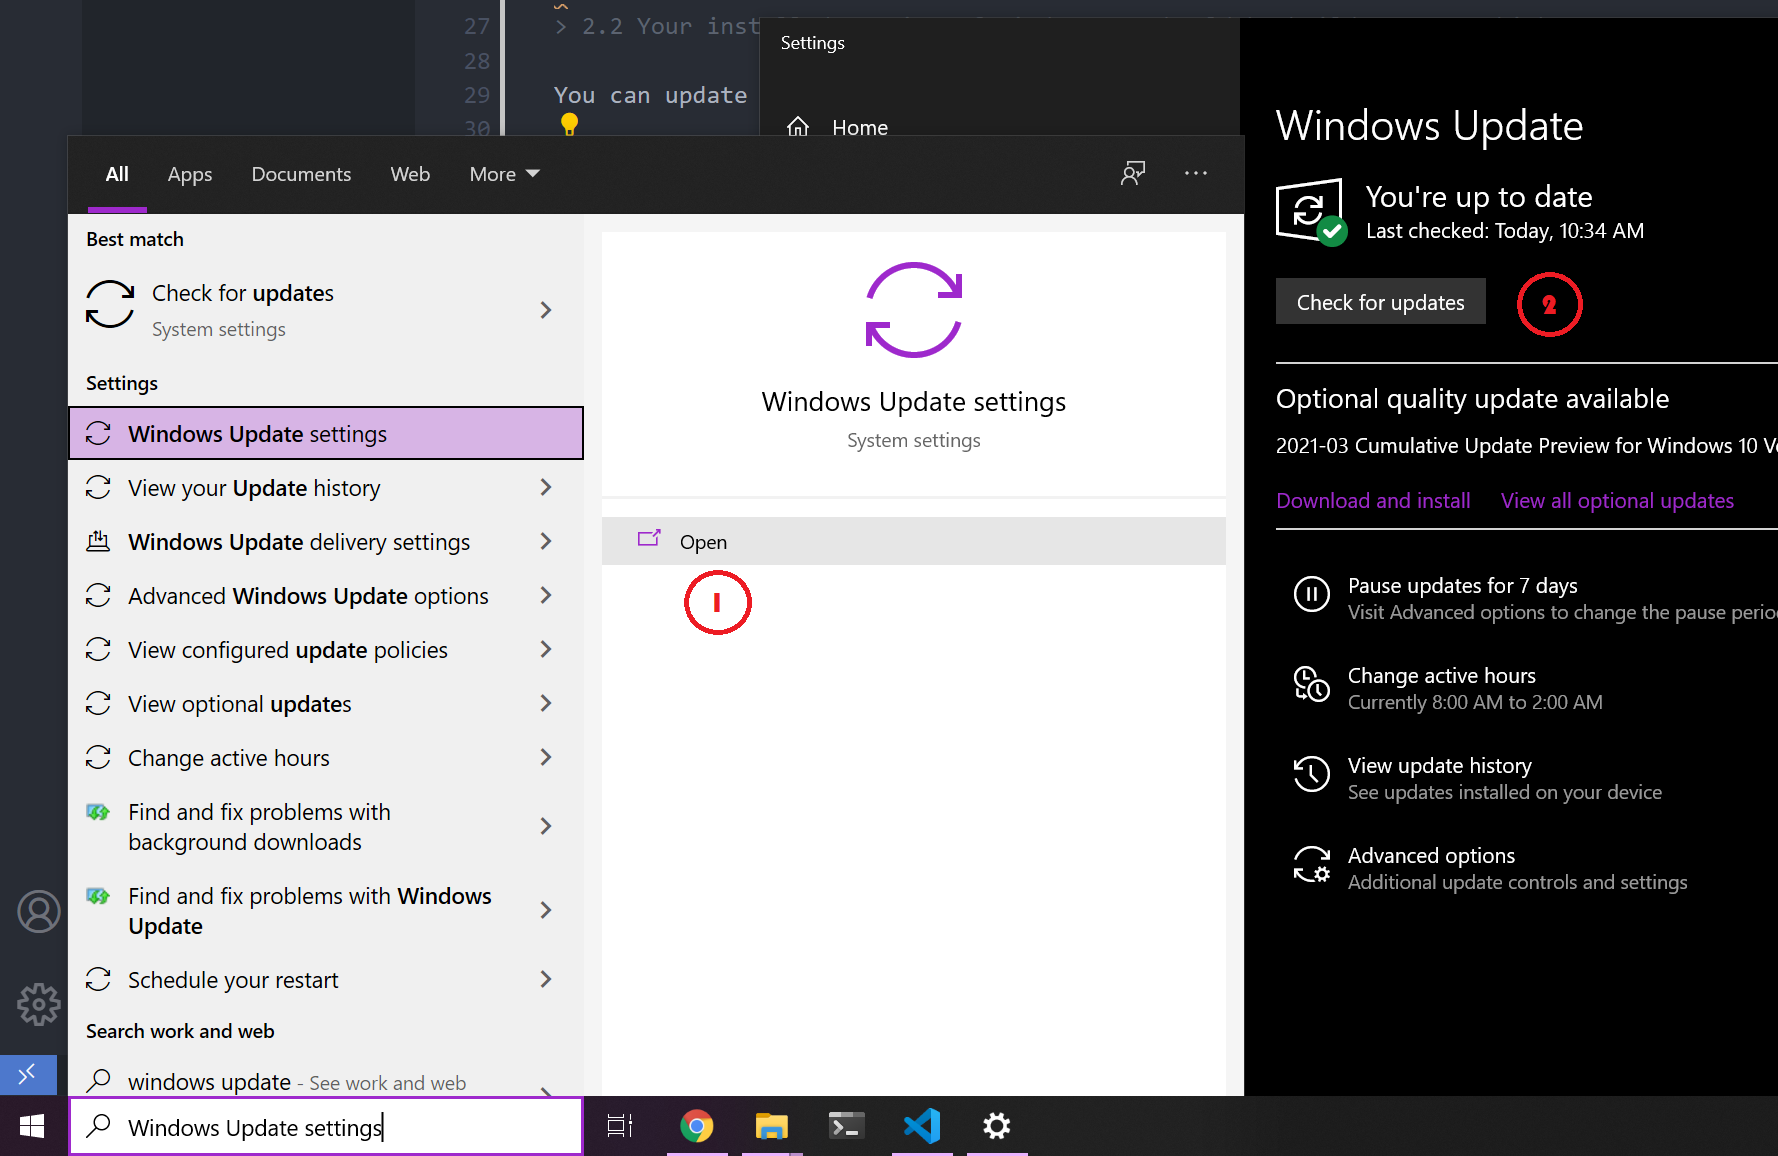 27
> 2.2 Your inst
28
29
You can update
30
Settings
Home
All
Apps
Documents
Web
More
Best match
Check for updates
System settings
Settings
Windows Update settings
View your Update history
Windows Update delivery settings
Advanced Windows Update options
View configured update policies
View optional updates
Change active hours
Find and fix problems with
background downloads
Find and fix problems with Windows
Update
Schedule your restart
Search work and web
windows update - See work and web
Windows Update settings
Windows Update settings
System settings
Open
1
Windows Update
You're up to date
Last checked: Today, 10:34 AM
Check for updates
2
Optional quality update available
2021-03 Cumulative Update Preview for Windows 10 Ve
Download and install
View all optional updates
Pause updates for 7 days
Visit Advanced options to change the pause perio
Change active hours
Currently 8:00 AM to 2:00 AM
View update history
See updates installed on your device
Advanced options
Additional update controls and settings